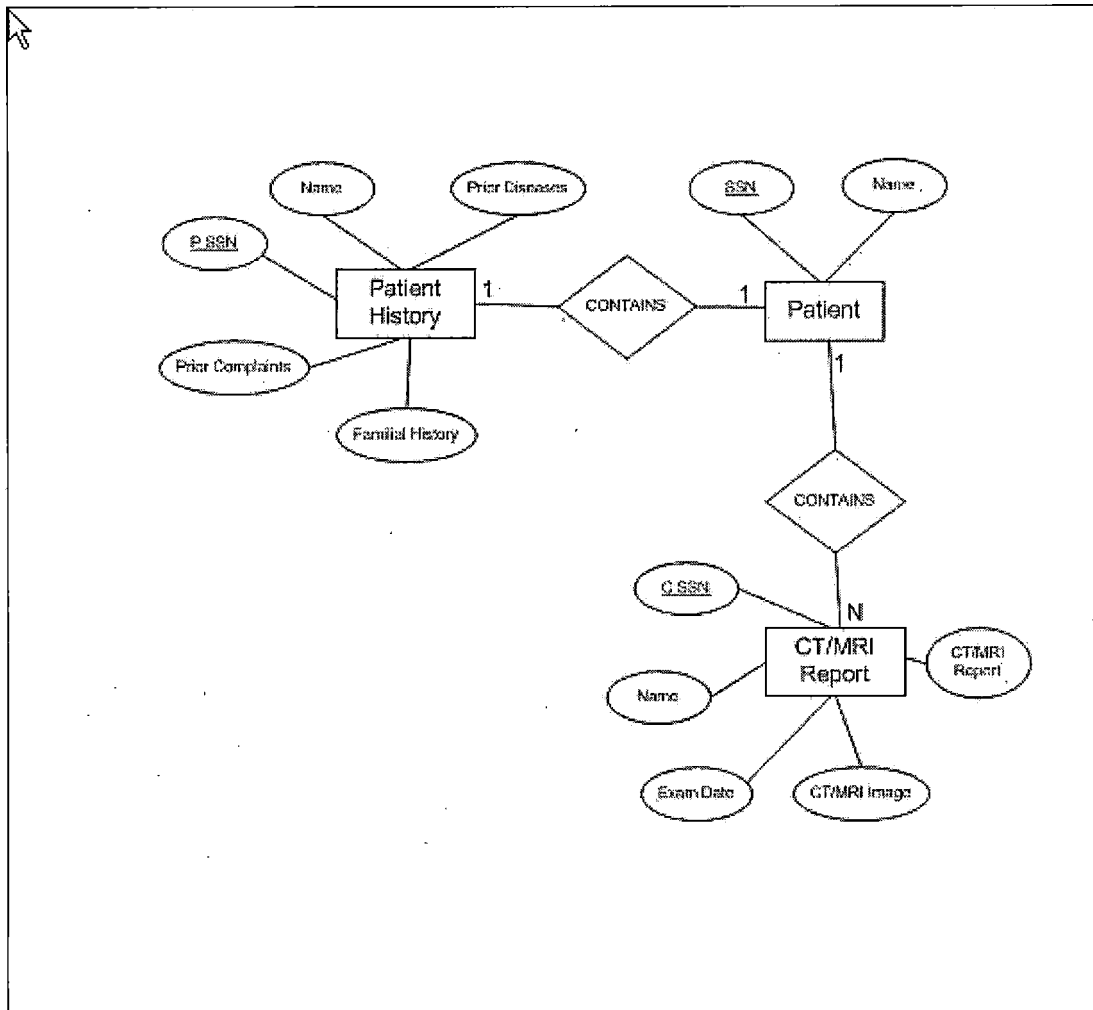 Name
Prior Diseases
SSN
Name
P SSN
Patient
History
1
CONTAINS
1
Patient
Prior Complaints
1
Familial History
CONTAINS
C SSN
N
CT/MRI
Report
CT/MRI
Report
Name
Exam Date
CT/MRI Image